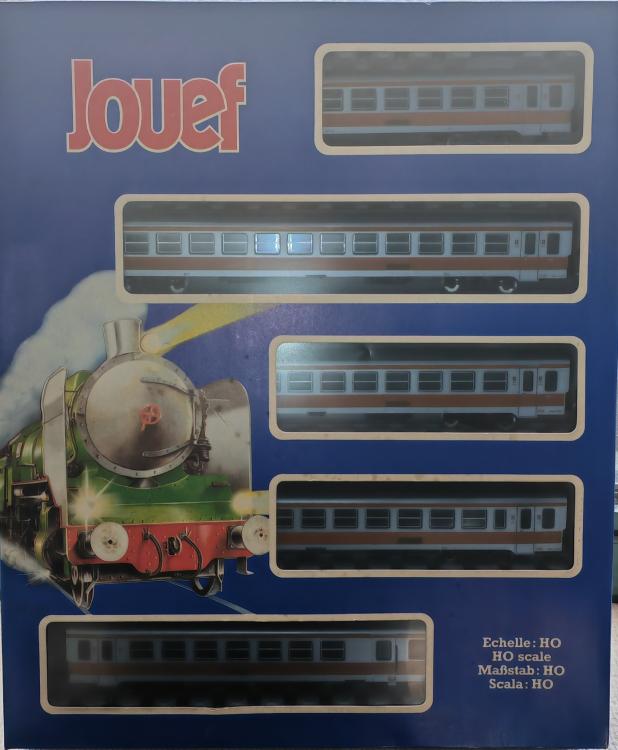 Jouef
Echelle: HO
HO scale
Maßstab: HO
Scala: HO